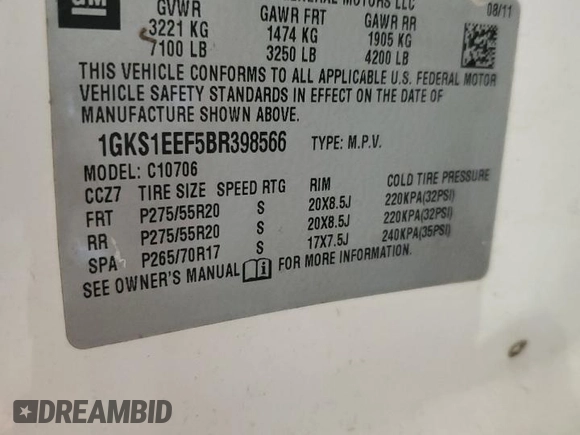 GM
GENERAL MOTORS LLC
08/11
GVWR GAWR FRT GAWR RR
3221 KG 1474 KG 1905 KG
7100 LB 3250 LB 4200 LB
THIS VEHICLE CONFORMS TO ALL APPLICABLE U.S. FEDERAL MOTOR
VEHICLE SAFETY STANDARDS IN EFFECT ON THE DATE OF
MANUFACTURE SHOWN ABOVE.
1GKS1EEF5BR398566 TYPE: M.P.V.
MODEL: C10706
CCZ7 TIRE SIZE SPEED RTG RIM COLD TIRE PRESSURE
FRT P275/55R20 S 20X8.5J 220KPA(32PSI)
RR P275/55R20 S 20X8.5J 220KPA(32PSI)
SPA P265/70R17 S 17X7.5J 240KPA(35PSI)
SEE OWNER'S MANUAL i FOR MORE INFORMATION.
DREAMBID